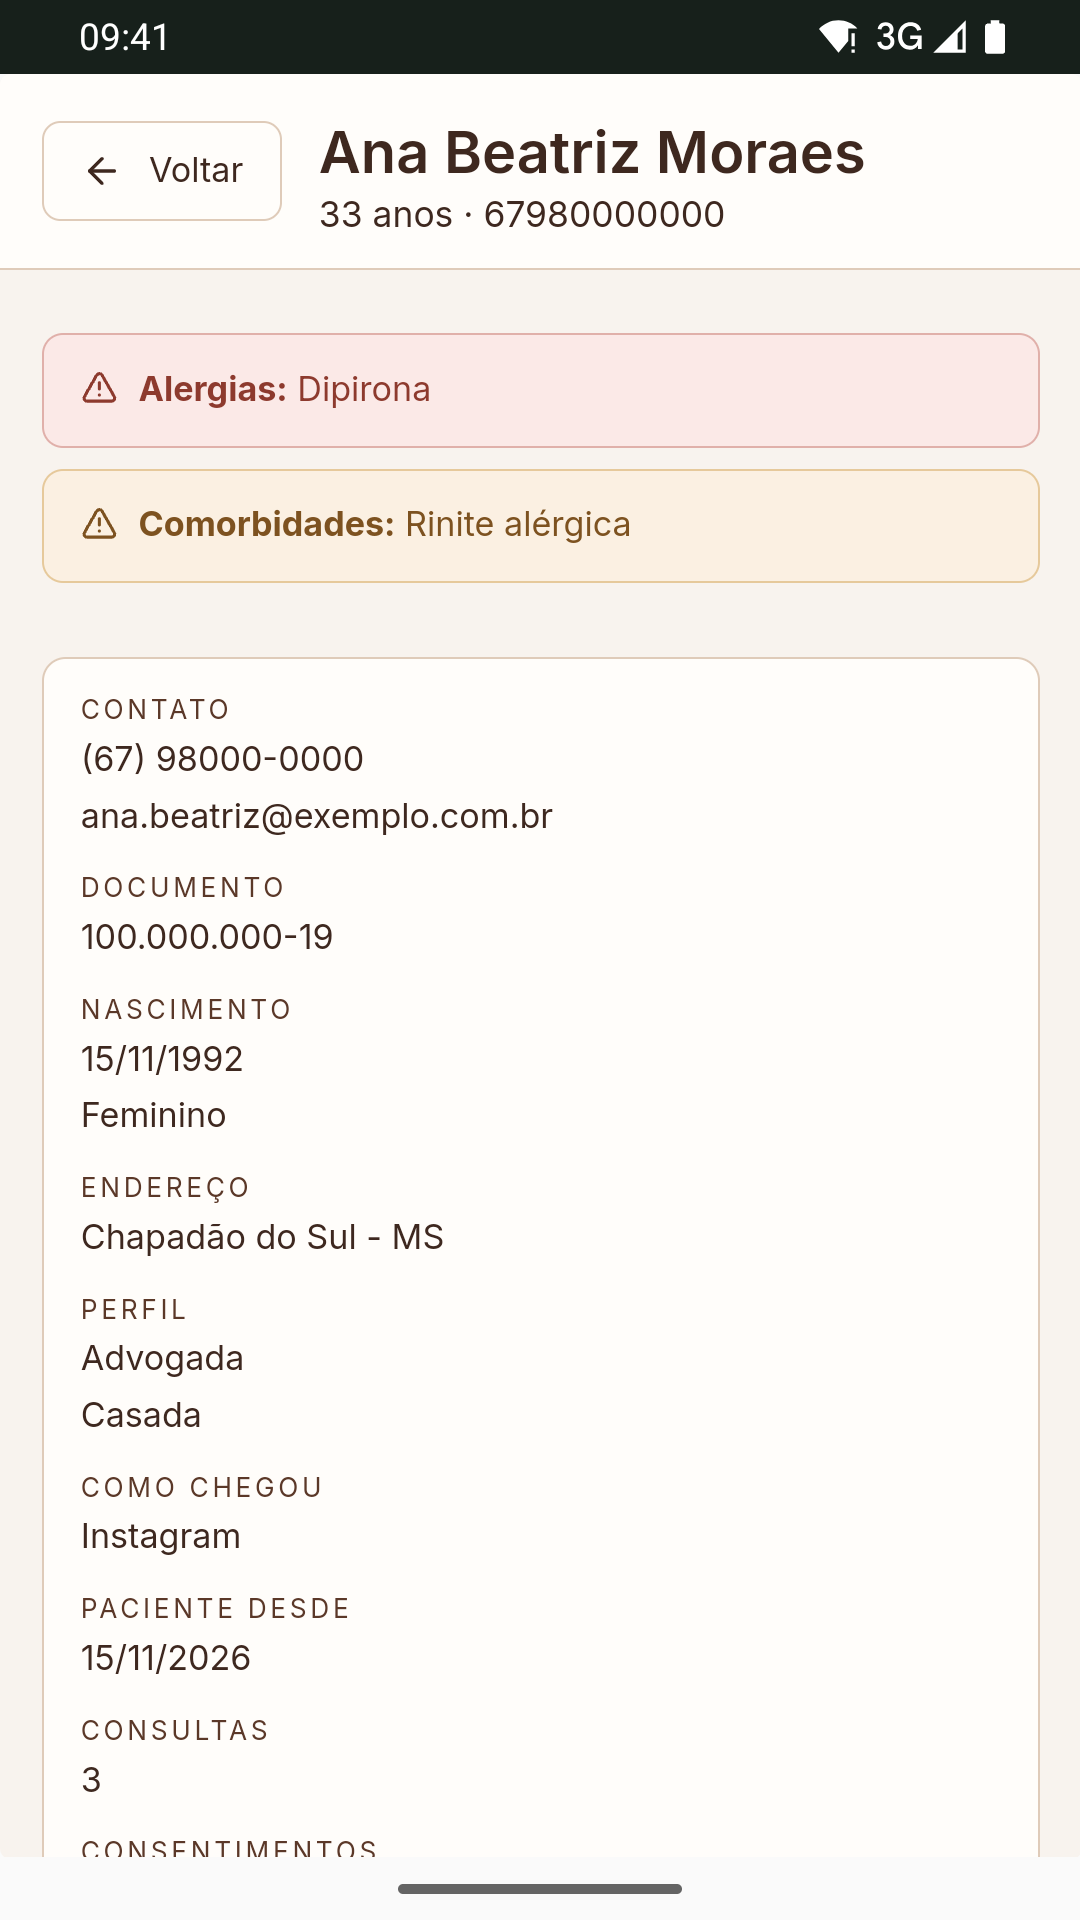 09:41
3G
Voltar
Ana Beatriz Moraes
33 anos · 67980000000
Alergias: Dipirona
Comorbidades: Rinite alérgica
CONTATO
(67) 98000-0000
ana.beatriz@exemplo.com.br
DOCUMENTO
100.000.000-19
NASCIMENTO
15/11/1992
Feminino
ENDEREÇO
Chapadão do Sul - MS
PERFIL
Advogada
Casada
COMO CHEGOU
Instagram
PACIENTE DESDE
15/11/2026
CONSULTAS
3
CONSENTIMENTOS